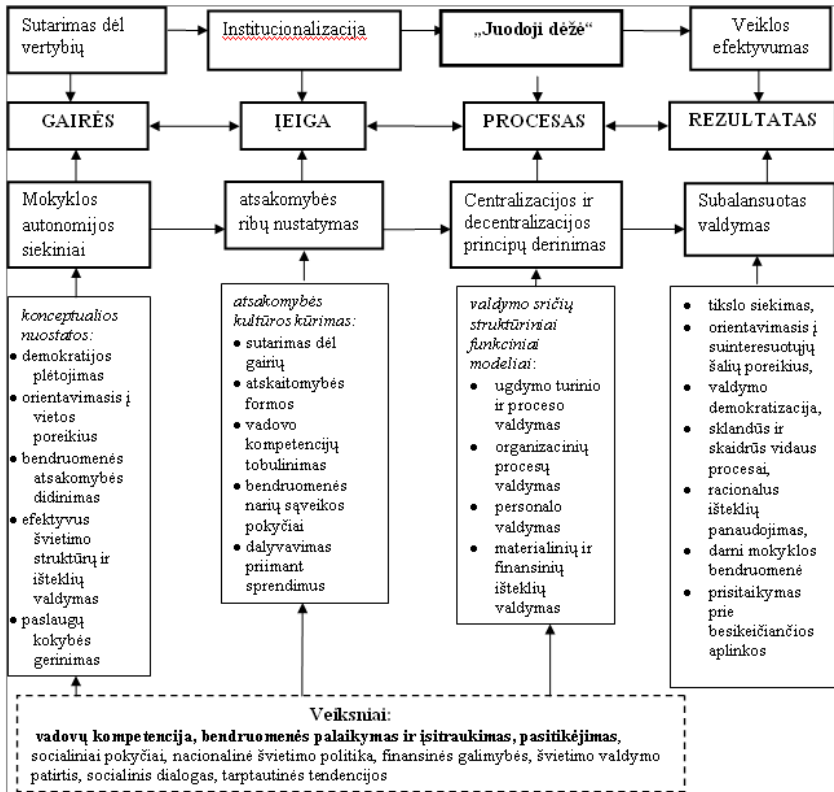 Sutarimas dėl
vertybių
Institucionalizacija
„Juodoji dėžė“
Veiklos
efektyvumas
GAIRĖS
ĮEIGA
PROCESAS
REZULTATAS
Mokyklos
autonomijos
siekiniai
atsakomybės
ribų nustatymas
Centralizacijos ir
decentralizacijos
principų derinimas
Subalansuotas
valdymas
konceptualios
nuostatos:
● demokratijos
plėtojimas
● orientavimasis į
vietos
poreikius
● bendruomenės
atsakomybės
didinimas
● efektyvus
švietimo
struktūrų ir
išteklių
valdymas
● paslaugų
kokybės
gerinimas
atsakomybės
kultūros kūrimas:
● sutarimas dėl
gairių
● atskaitomybės
formos
● vadovo
kompetencijų
tobulinimas
● bendruomenės
narių sąveikos
pokyčiai
● dalyvavimas
priimant
sprendimus
valdymo sričių
struktūriniai
funkciniai
modeliai:
● ugdymo turinio
ir proceso
valdymas
● organizacinių
procesų
valdymas
● personalo
valdymas
● materialinių ir
finansinių
išteklių
valdymas
● tikslo siekimas,
● orientavimasis į
suinteresuotųjų
šalių poreikius,
● valdymo
demokratizacija,
● sklandūs ir
skaidrūs vidaus
procesai,
● racionalus
išteklių
panaudojimas,
● darni mokyklos
bendruomenė
● prisitaikymas
prie
besikeičiančios
aplinkos
Veiksniai:
vadovų kompetencija, bendruomenės palaikymas ir įsitraukimas, pasitikėjimas,
socialiniai pokyčiai, nacionalinė švietimo politika, finansinės galimybės, švietimo valdymo
patirtis, socialinis dialogas, tarptautinės tendencijos